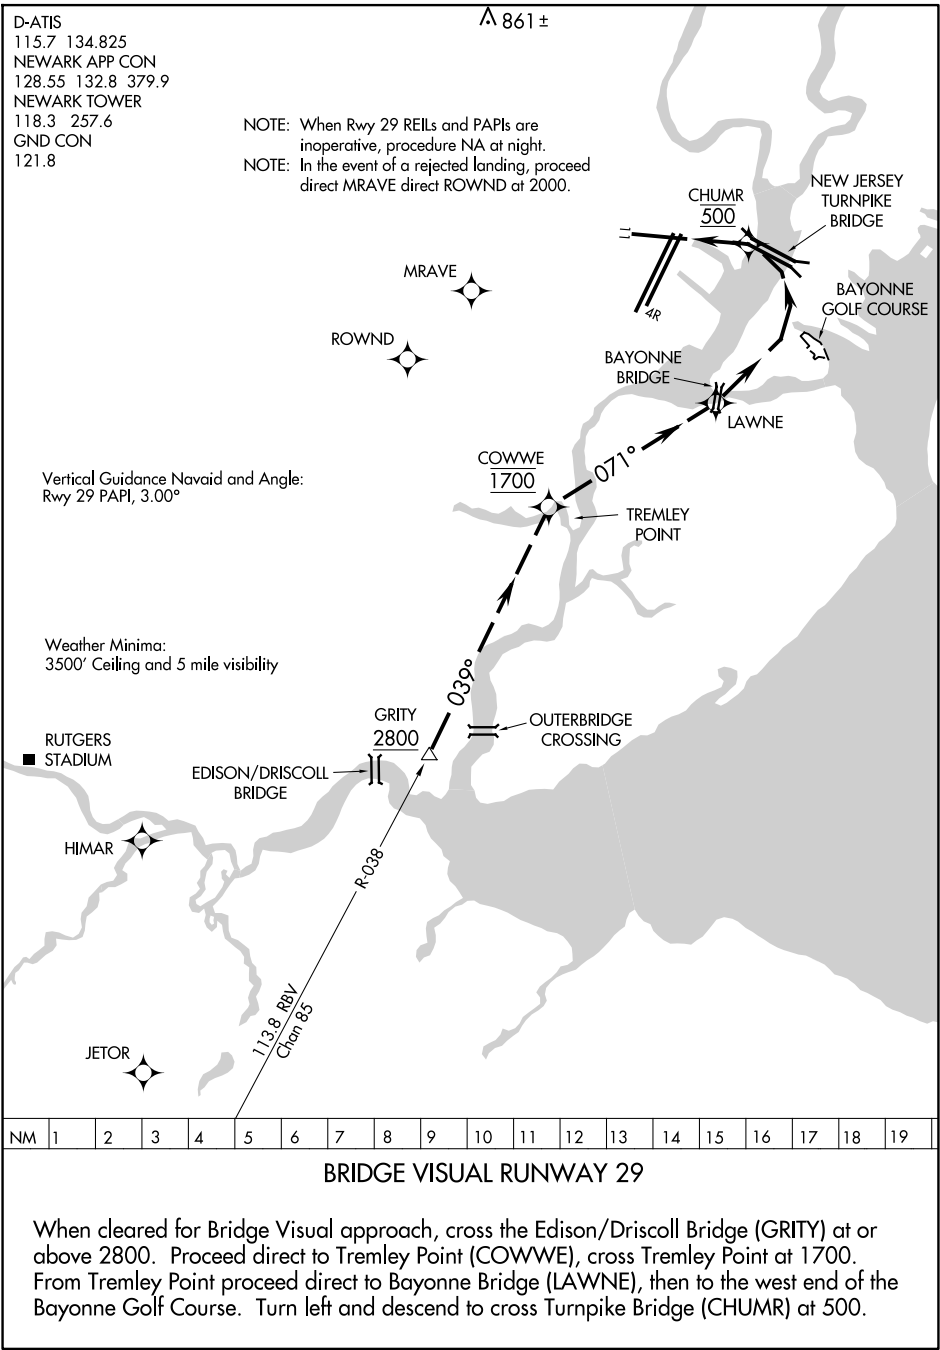 D-ATIS
115.7 134.825
NEWARK APP CON
128.55 132.8 379.9
NEWARK TOWER
118.3 257.6
GND CON
121.8
861±
NOTE: When Rwy 29 REILs and PAPIs are
inoperative, procedure NA at night.
NOTE: In the event of a rejected landing, proceed
direct MRAVE direct ROWND at 2000.
CHUMR
500
NEW JERSEY
TURNPIKE
BRIDGE
11
4R
MRAVE
ROWND
BAYONNE
GOLF COURSE
BAYONNE
BRIDGE
LAWNE
COWWE
1700
071°
TREMLEY
POINT
Vertical Guidance Navaid and Angle:
Rwy 29 PAPI, 3.00°
Weather Minima:
3500' Ceiling and 5 mile visibility
039°
GRITY
2800
OUTERBRIDGE
CROSSING
RUTGERS
STADIUM
EDISON/DRISCOLL
BRIDGE
HIMAR
R-038
113.8 RBV
Chan 85
JETOR
NM 1 2 3 4 5 6 7 8 9 10 11 12 13 14 15 16 17 18 19
BRIDGE VISUAL RUNWAY 29
When cleared for Bridge Visual approach, cross the Edison/Driscoll Bridge (GRITY) at or
above 2800. Proceed direct to Tremley Point (COWWE), cross Tremley Point at 1700.
From Tremley Point proceed direct to Bayonne Bridge (LAWNE), then to the west end of the
Bayonne Golf Course. Turn left and descend to cross Turnpike Bridge (CHUMR) at 500.